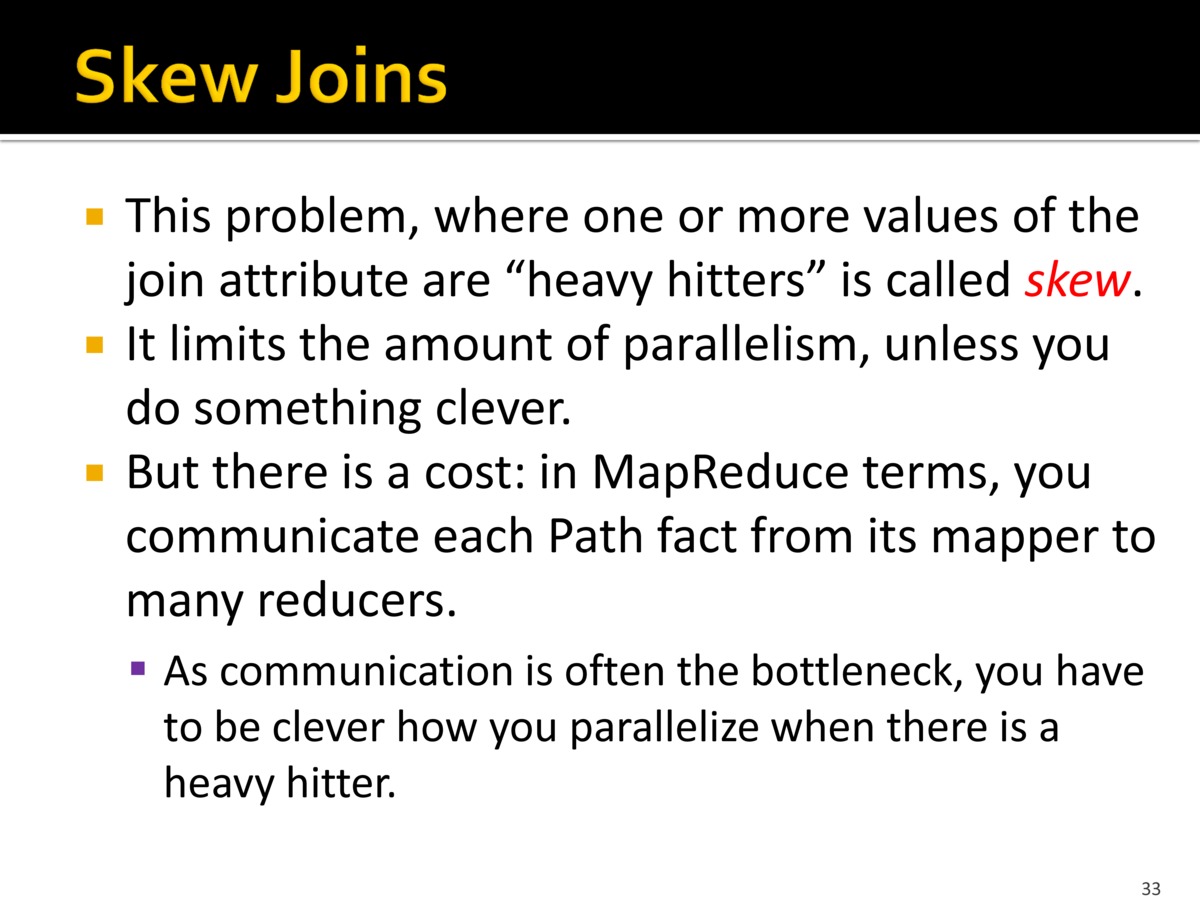 Skew Joins
This problem, where one or more values of the
join attribute are “heavy hitters” is called skew.
It limits the amount of parallelism, unless you
do something clever.
But there is a cost: in MapReduce terms, you
communicate each Path fact from its mapper to
many reducers.
As communication is often the bottleneck, you have
to be clever how you parallelize when there is a
heavy hitter.
33